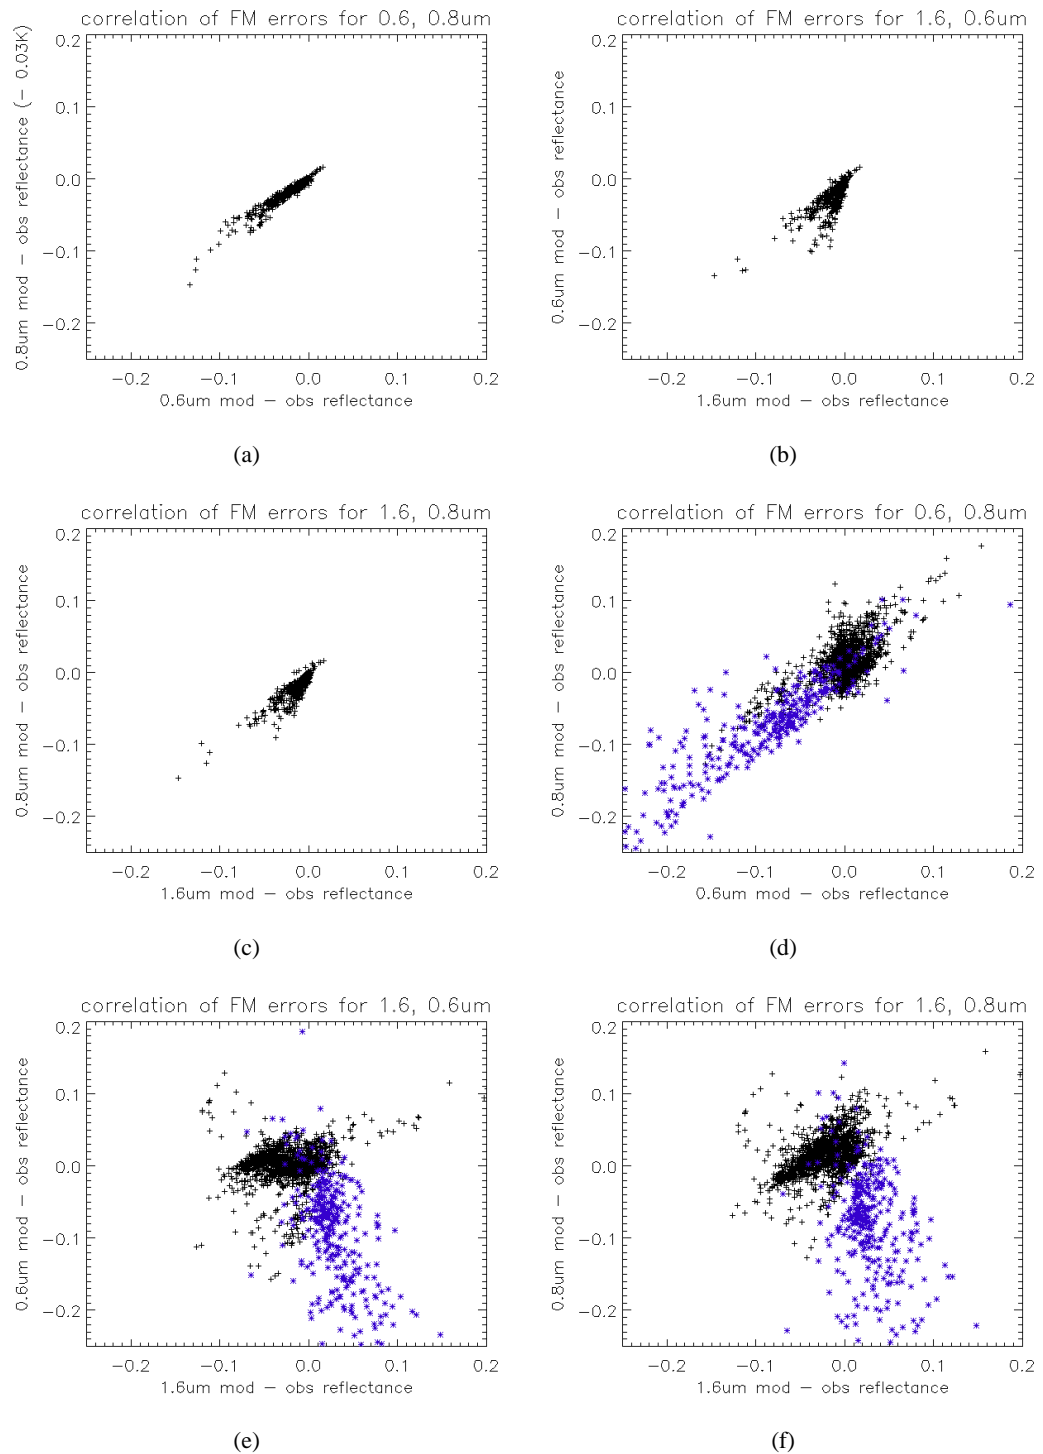 correlation of FM errors for 0.6, 0.8um
0.8um mod − obs reflectance (− 0.03K)
0.2
0.1
0.0
−0.1
−0.2
−0.2 −0.1 0.0 0.1 0.2
0.6um mod − obs reflectance
(a)
correlation of FM errors for 1.6, 0.6um
0.6um mod − obs reflectance
0.2
0.1
0.0
−0.1
−0.2
−0.2 −0.1 0.0 0.1 0.2
1.6um mod − obs reflectance
(b)
correlation of FM errors for 1.6, 0.8um
0.8um mod − obs reflectance
0.2
0.1
0.0
−0.1
−0.2
−0.2 −0.1 0.0 0.1 0.2
1.6um mod − obs reflectance
(c)
correlation of FM errors for 0.6, 0.8um
0.8um mod − obs reflectance
0.2
0.1
0.0
−0.1
−0.2
−0.2 −0.1 0.0 0.1 0.2
0.6um mod − obs reflectance
(d)
correlation of FM errors for 1.6, 0.6um
0.6um mod − obs reflectance
0.2
0.1
0.0
−0.1
−0.2
−0.2 −0.1 0.0 0.1 0.2
1.6um mod − obs reflectance
(e)
correlation of FM errors for 1.6, 0.8um
0.8um mod − obs reflectance
0.2
0.1
0.0
−0.1
−0.2
−0.2 −0.1 0.0 0.1 0.2
1.6um mod − obs reflectance
(f)